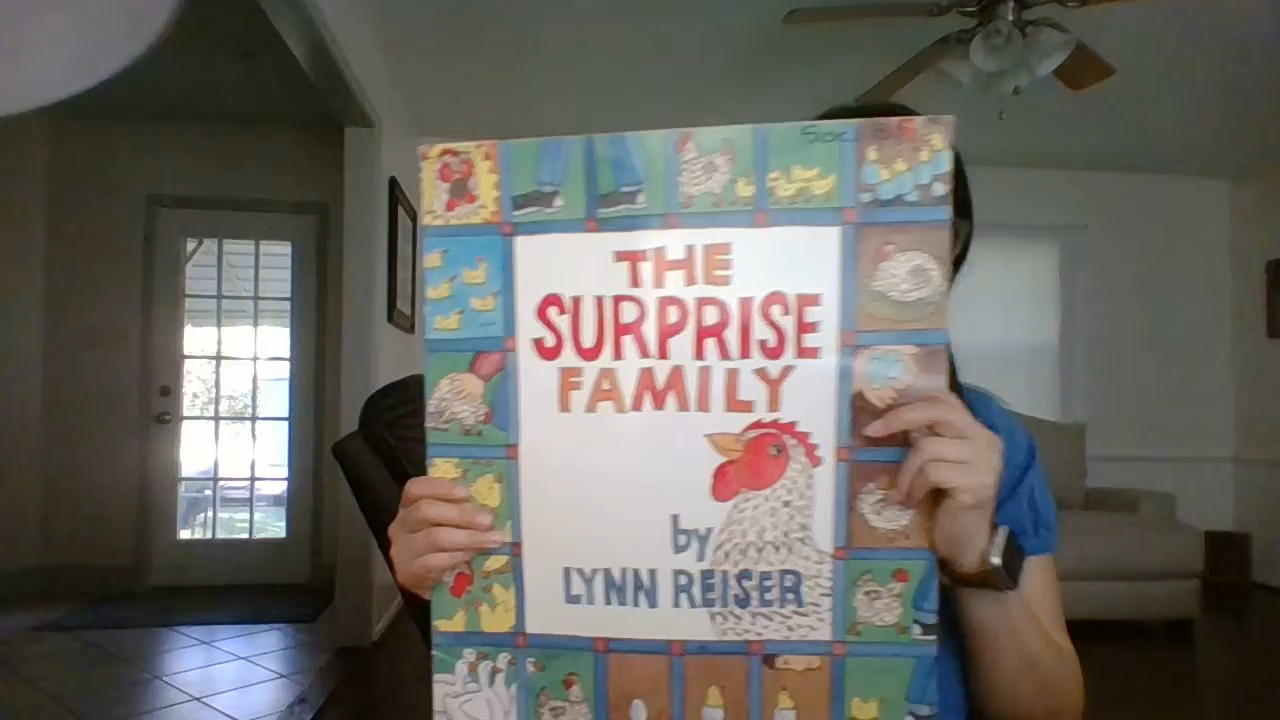 THE
SURPRISE
FAMILY
by
LYNN REISER